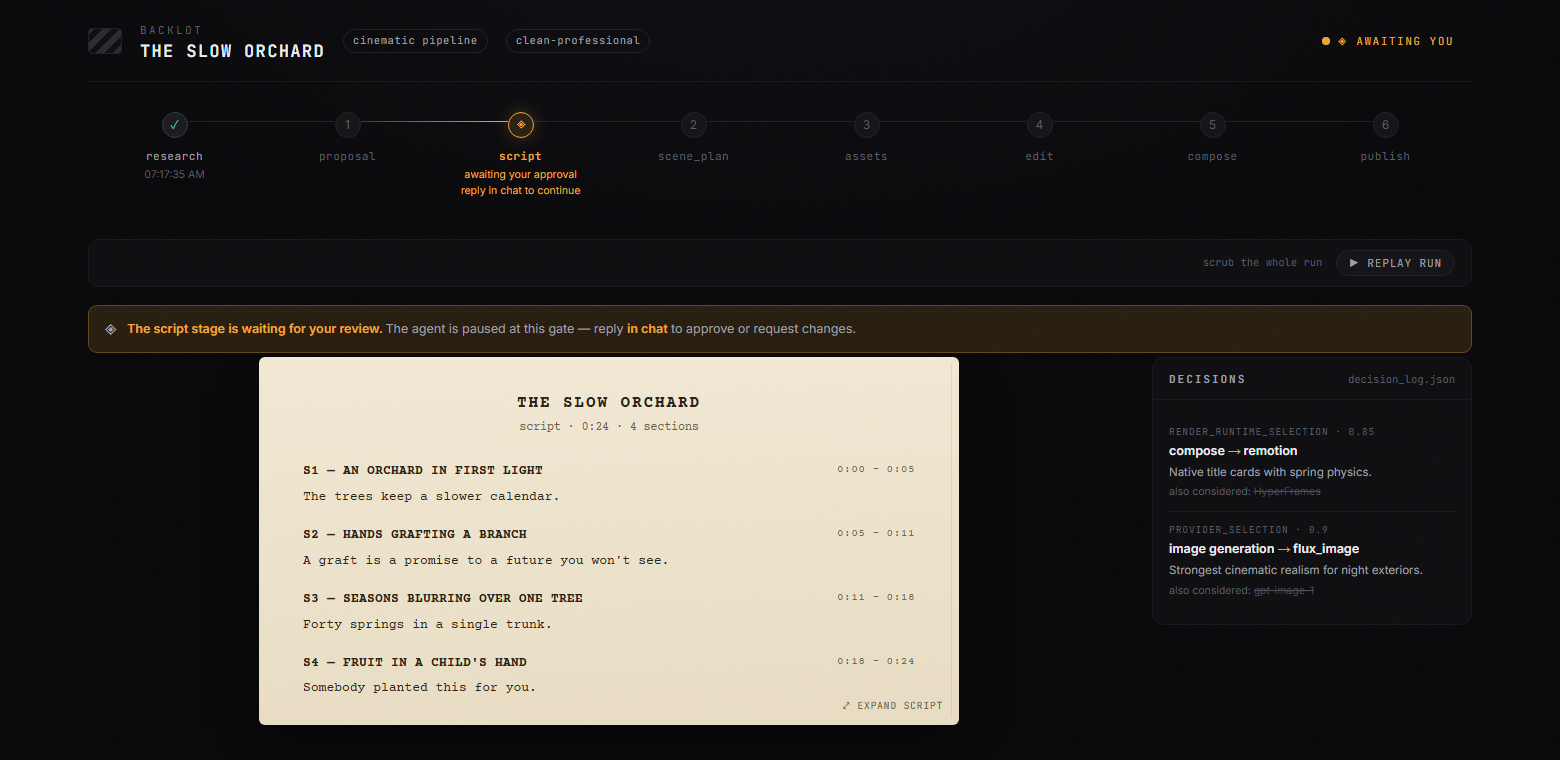 BACKLOT
THE SLOW ORCHARD
cinematic pipeline
clean-professional
◈ AWAITING YOU
✓
1
◈
2
3
4
5
6
research
proposal
script
scene_plan
assets
edit
compose
publish
07:17:35 AM
awaiting your approval
reply in chat to continue
scrub the whole run
▶ REPLAY RUN
◈ The script stage is waiting for your review. The agent is paused at this gate — reply in chat to approve or request changes.
THE SLOW ORCHARD
script · 0:24 · 4 sections
S1 — AN ORCHARD IN FIRST LIGHT 0:00 – 0:05
The trees keep a slower calendar.
S2 — HANDS GRAFTING A BRANCH 0:05 – 0:11
A graft is a promise to a future you won't see.
S3 — SEASONS BLURRING OVER ONE TREE 0:11 – 0:18
Forty springs in a single trunk.
S4 — FRUIT IN A CHILD'S HAND 0:18 – 0:24
Somebody planted this for you.
⤢ EXPAND SCRIPT
DECISIONS decision_log.json
RENDER_RUNTIME_SELECTION · 0.85
compose → remotion
Native title cards with spring physics.
also considered: HyperFrames
PROVIDER_SELECTION · 0.9
image generation → flux_image
Strongest cinematic realism for night exteriors.
also considered: gpt-image-1